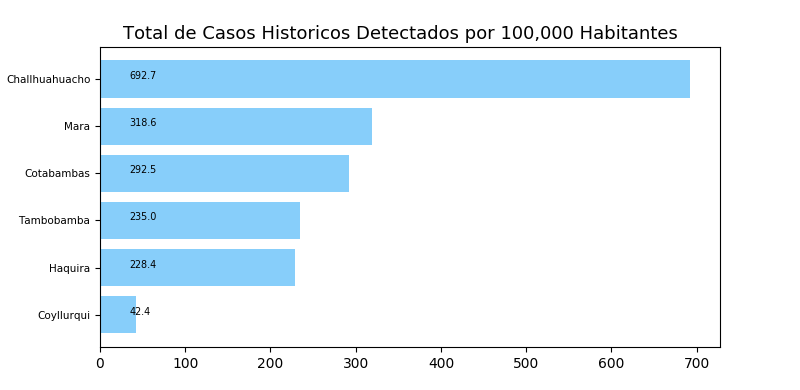 Total de Casos Historicos Detectados por 100,000 Habitantes
Challhuahuacho 692.7
Mara 318.6
Cotabambas 292.5
Tambobamba 235.0
Haquira 228.4
Coyllurqui 42.4
0 100 200 300 400 500 600 700